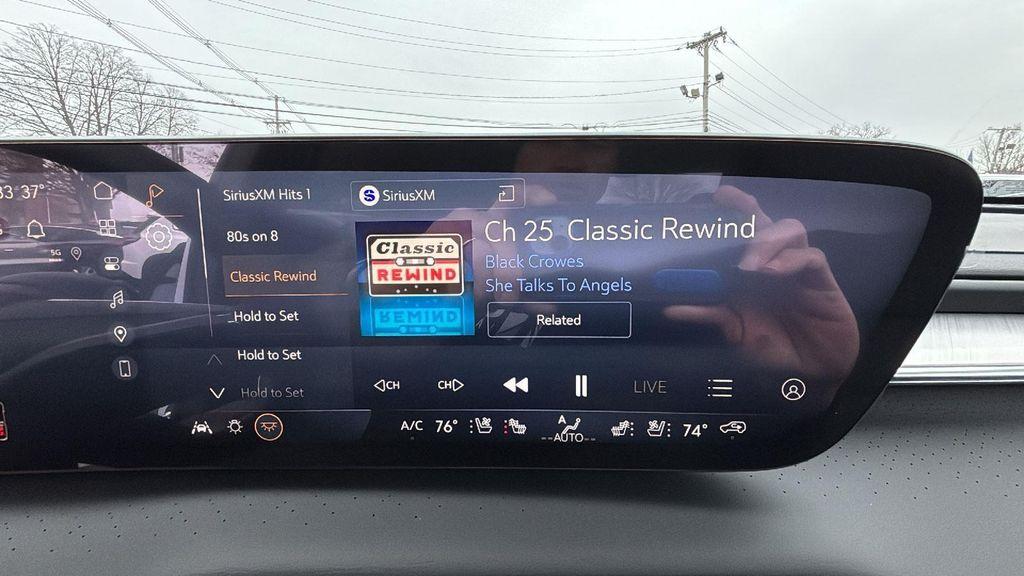 33 37°
5G
SiriusXM Hits 1
80s on 8
Classic Rewind
Hold to Set
Hold to Set
Hold to Set
S SiriusXM
Classic
REWIND
Ch 25 Classic Rewind
Black Crowes
She Talks To Angels
Related
CH
CH
LIVE
A/C 76°
A
AUTO
74°